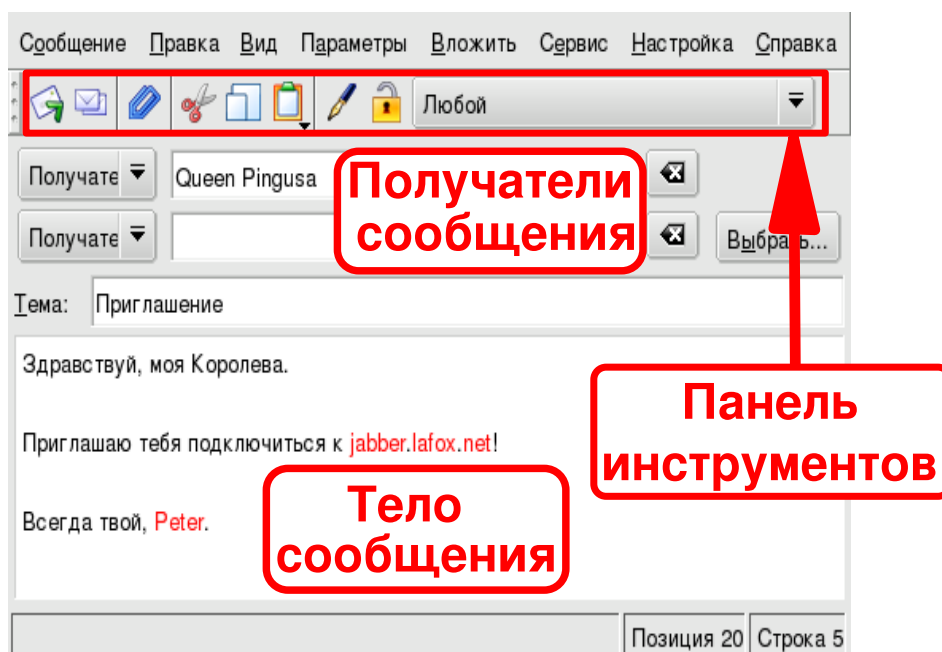 Сообщение Правка Вид Параметры Вложить Сервис Настройка Справка
Любой
Получате Queen Pingusa
Получатели
сообщения
Получате Выбрать...
Тема: Приглашение
Здравствуй, моя Королева.
Панель
инструментов
Приглашаю тебя подключиться к jabber.lafox.net!
Тело
сообщения
Всегда твой, Peter.
Позиция 20 Строка 5